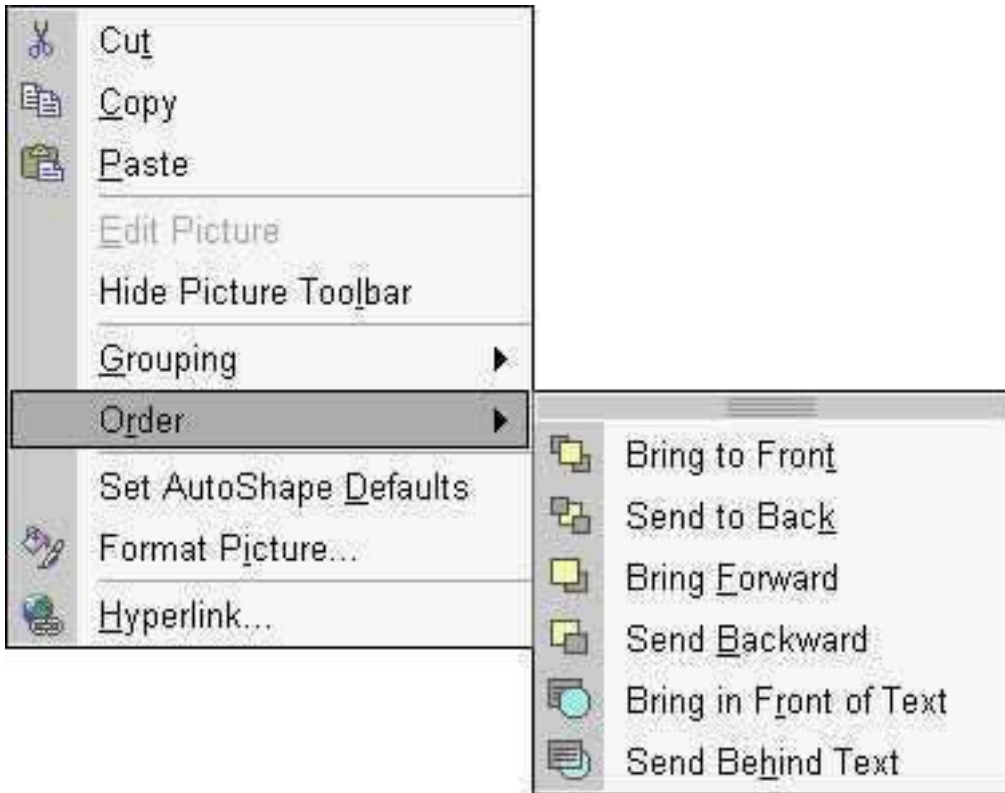 Cut
Copy
Paste
Edit Picture
Hide Picture Toolbar
Grouping
Order
Set AutoShape Defaults
Format Picture...
Hyperlink...
Bring to Front
Send to Back
Bring Forward
Send Backward
Bring in Front of Text
Send Behind Text